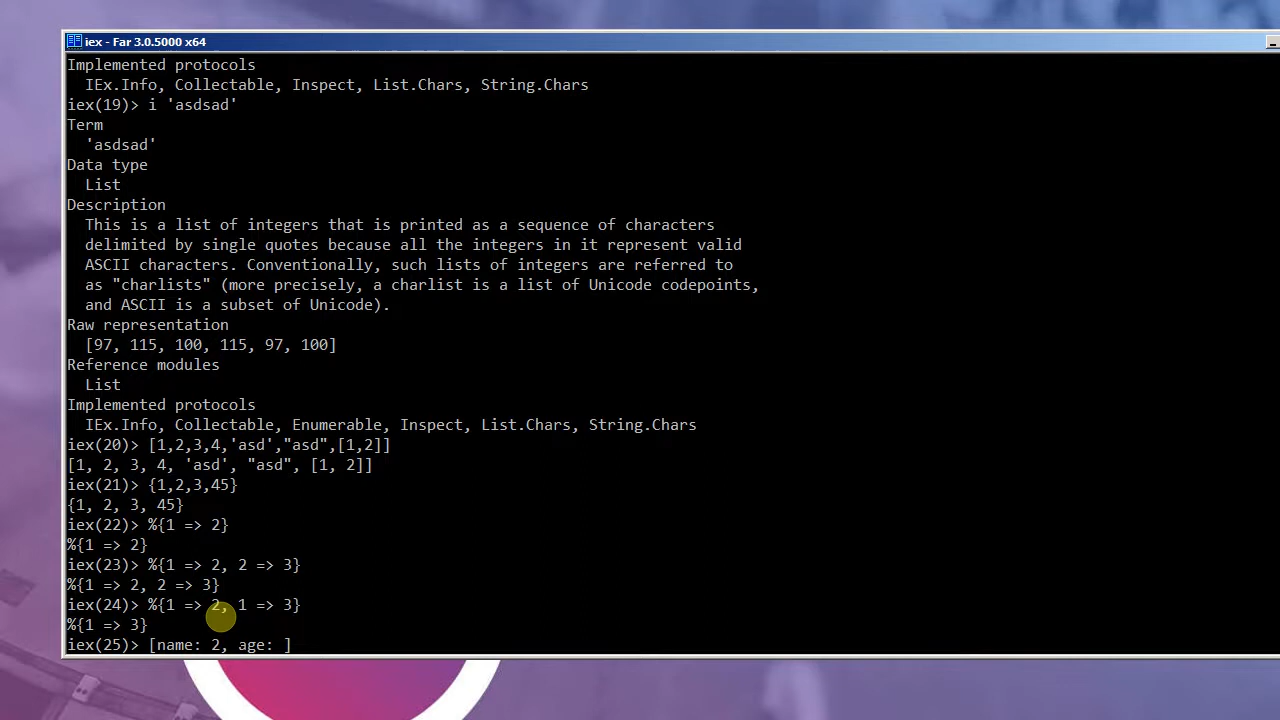 iex - Far 3.0.5000 x64
Implemented protocols
  IEx.Info, Collectable, Inspect, List.Chars, String.Chars
iex(19)> i 'asdsad'
Term
  'asdsad'
Data type
  List
Description
  This is a list of integers that is printed as a sequence of characters
  delimited by single quotes because all the integers in it represent valid
  ASCII characters. Conventionally, such lists of integers are referred to
  as "charlists" (more precisely, a charlist is a list of Unicode codepoints,
  and ASCII is a subset of Unicode).
Raw representation
  [97, 115, 100, 115, 97, 100]
Reference modules
  List
Implemented protocols
  IEx.Info, Collectable, Enumerable, Inspect, List.Chars, String.Chars
iex(20)> [1,2,3,4,'asd',"asd",[1,2]]
[1, 2, 3, 4, 'asd', "asd", [1, 2]]
iex(21)> {1,2,3,45}
{1, 2, 3, 45}
iex(22)> %{1 => 2}
%{1 => 2}
iex(23)> %{1 => 2, 2 => 3}
%{1 => 2, 2 => 3}
iex(24)> %{1 => 2, 1 => 3}
%{1 => 3}
iex(25)> [name: 2, age: ]